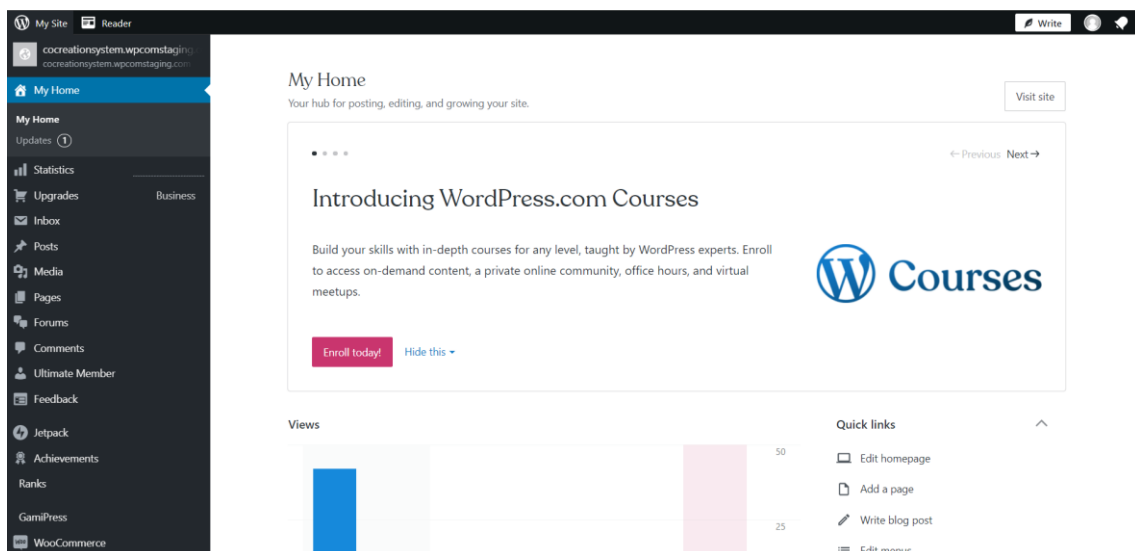 My Site Reader Write
cocreationsystem.wpcomstaging.
cocreationsystem.wpcomstaging.com
My Home
My Home
Updates 1
Statistics
Upgrades Business
Inbox
Posts
Media
Pages
Forums
Comments
Ultimate Member
Feedback
Jetpack
Achievements
Ranks
GamiPress
WooCommerce
My Home
Your hub for posting, editing, and growing your site.
Visit site
← Previous Next →
Introducing WordPress.com Courses
Build your skills with in-depth courses for any level, taught by WordPress experts. Enroll
to access on-demand content, a private online community, office hours, and virtual
meetups.
Enroll today! Hide this
W Courses
Views
50
25
Quick links
Edit homepage
Add a page
Write blog post
Edit menus